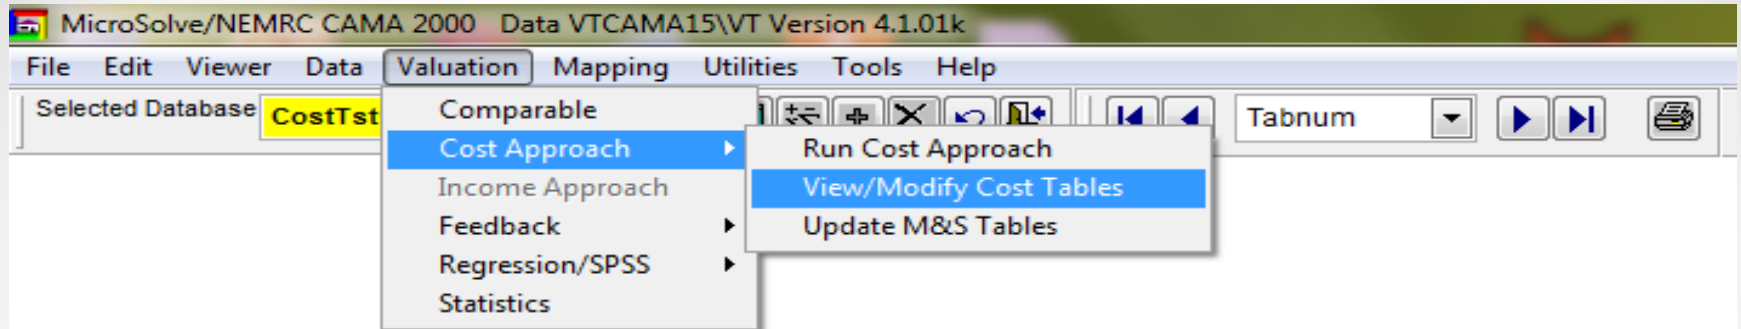 MicroSolve/NEMRC CAMA 2000 Data VTCAMA15\VT Version 4.1.01k
File Edit Viewer Data Valuation Mapping Utilities Tools Help
Selected Database CostTst Tabnum
Comparable
Cost Approach
Income Approach
Feedback
Regression/SPSS
Statistics
Run Cost Approach
View/Modify Cost Tables
Update M&S Tables